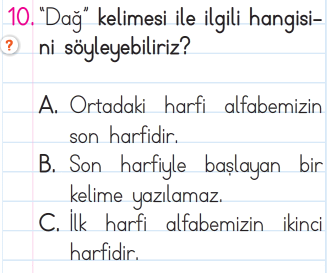 10. "Dağ" kelimesi ile ilgili hangisi-
? ni söyleyebiliriz?
A. Ortadaki harfi alfabemizin
son harfidir.
B. Son harfiyle başlayan bir
kelime yazılamaz.
C. İlk harfi alfabemizin ikinci
harfidir.